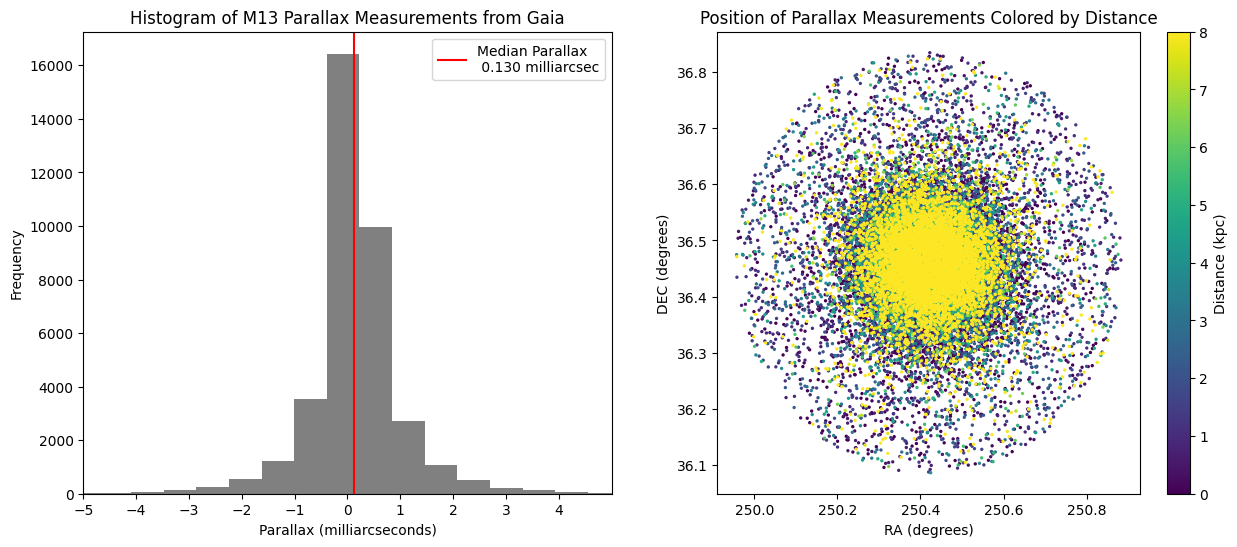 Histogram of M13 Parallax Measurements from Gaia
Median Parallax
0.130 milliarcsec
Frequency
16000
14000
12000
10000
8000
6000
4000
2000
0
−5 −4 −3 −2 −1 0 1 2 3 4
Parallax (milliarcseconds)
Position of Parallax Measurements Colored by Distance
DEC (degrees)
36.8
36.7
36.6
36.5
36.4
36.3
36.2
36.1
250.0 250.2 250.4 250.6 250.8
RA (degrees)
8
7
6
5
4
3
2
1
0
Distance (kpc)